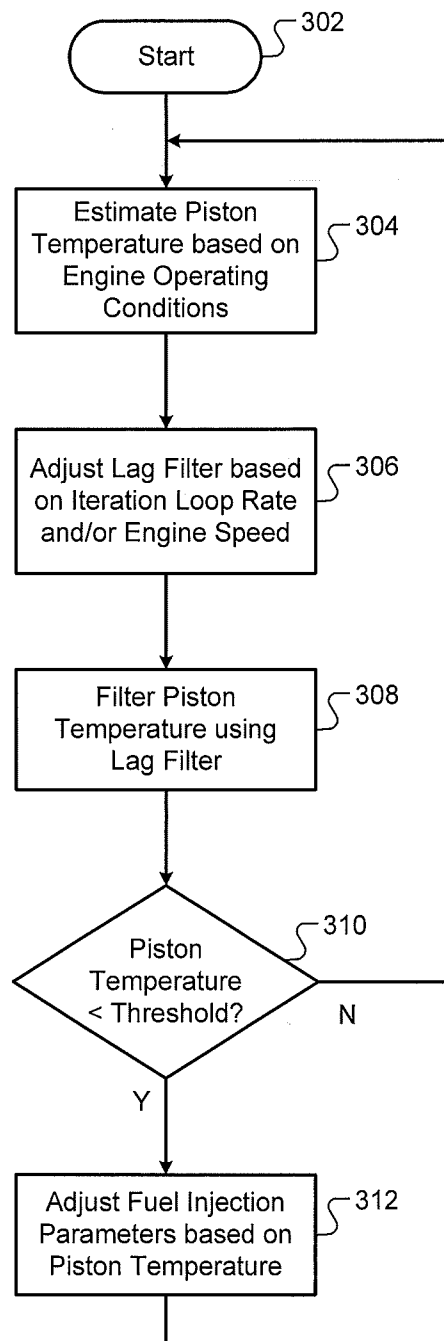 Start
302
Estimate Piston
Temperature based on
Engine Operating
Conditions
304
Adjust Lag Filter based
on Iteration Loop Rate
and/or Engine Speed
306
Filter Piston
Temperature using
Lag Filter
308
Piston
Temperature
< Threshold?
310
N
Y
Adjust Fuel Injection
Parameters based on
Piston Temperature
312